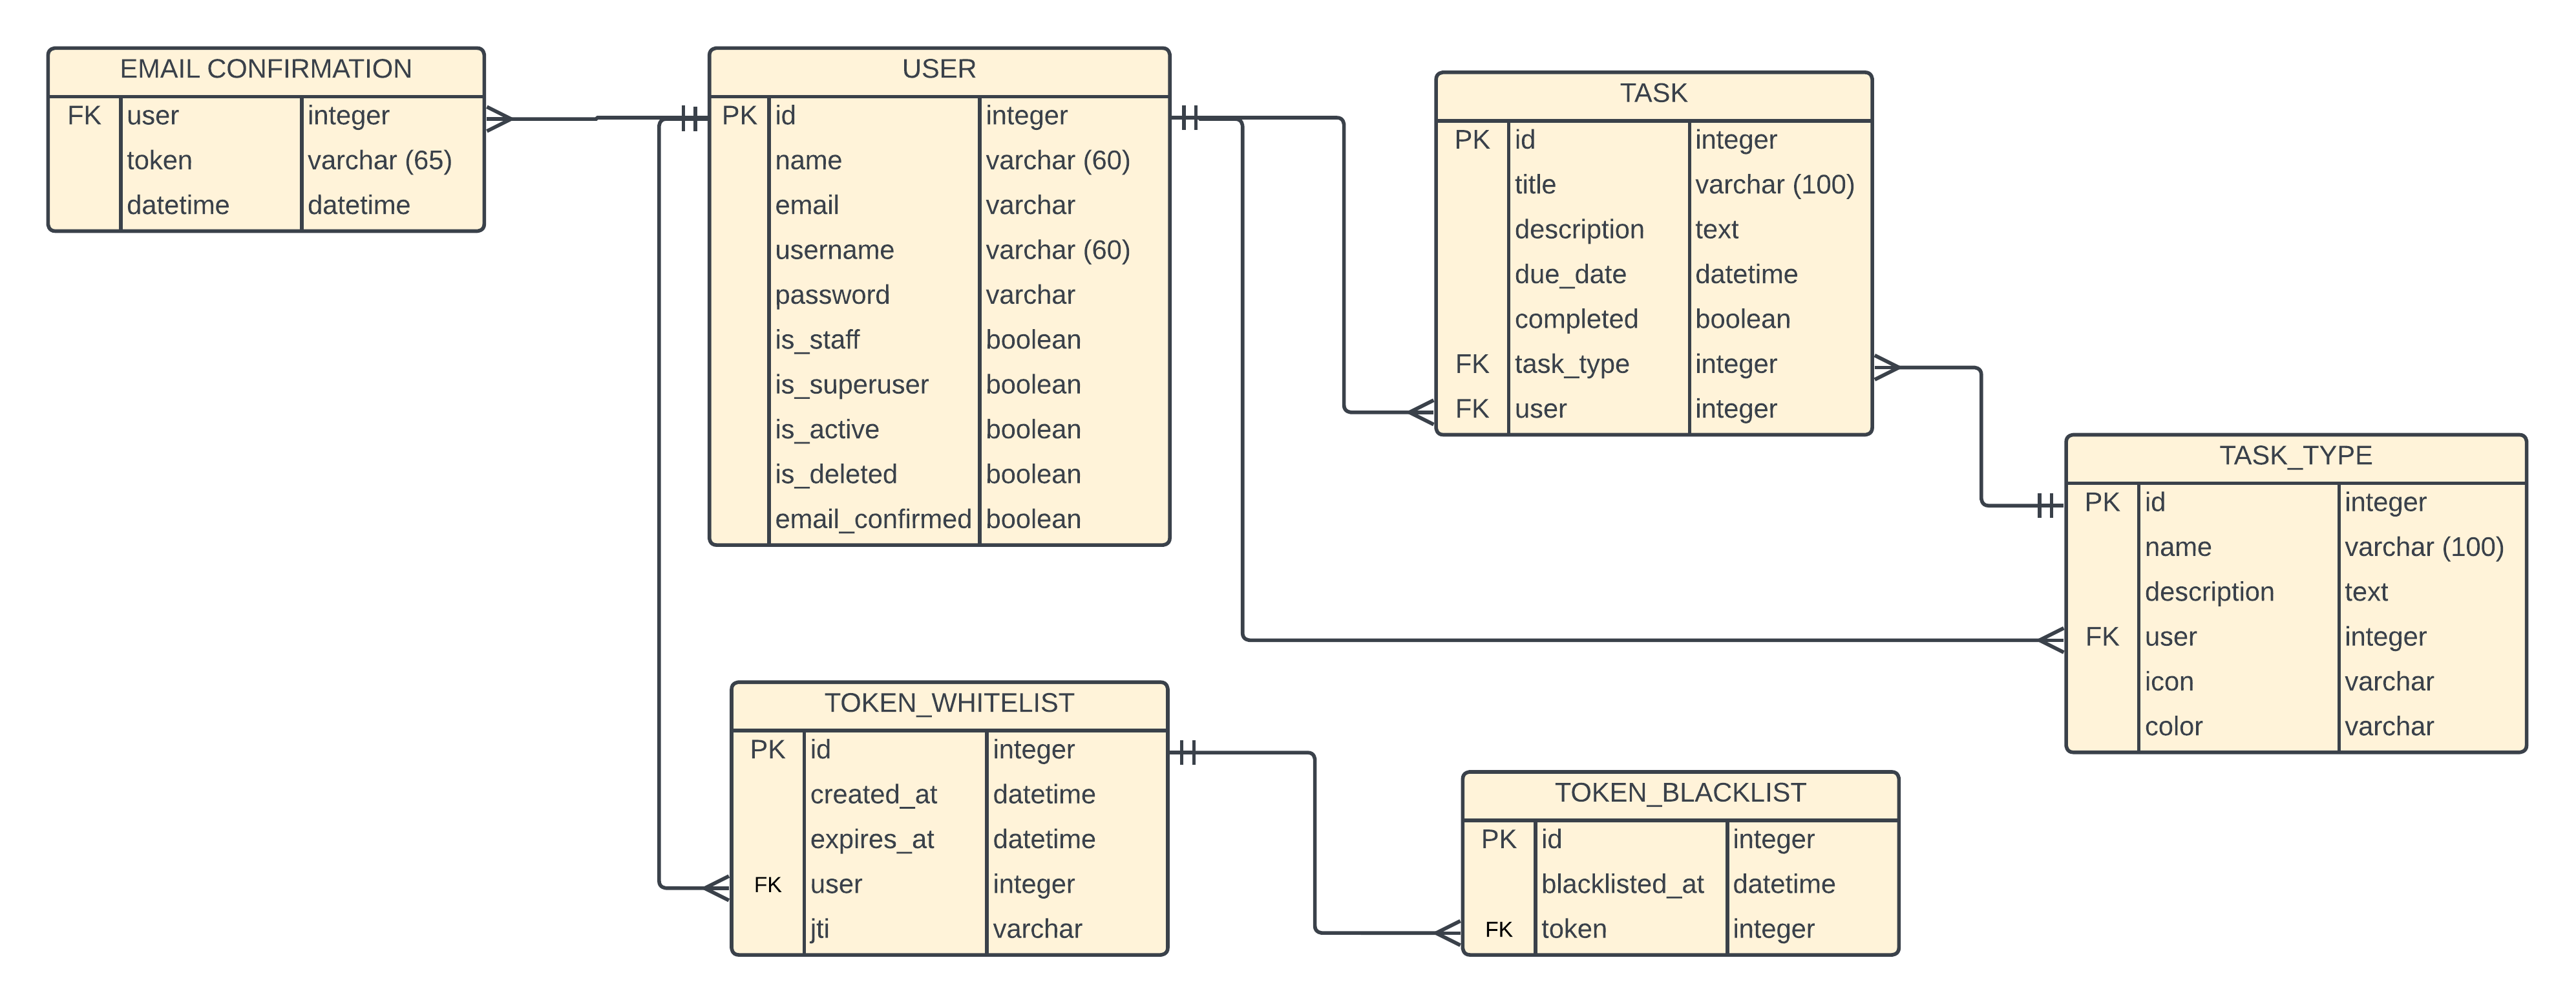 EMAIL CONFIRMATION
FK user integer
token varchar (65)
datetime datetime
USER
PK id integer
name varchar (60)
email varchar
username varchar (60)
password varchar
is_staff boolean
is_superuser boolean
is_active boolean
is_deleted boolean
email_confirmed boolean
TASK
PK id integer
title varchar (100)
description text
due_date datetime
completed boolean
FK task_type integer
FK user integer
TASK_TYPE
PK id integer
name varchar (100)
description text
FK user integer
icon varchar
color varchar
TOKEN_WHITELIST
PK id integer
created_at datetime
expires_at datetime
FK user integer
jti varchar
TOKEN_BLACKLIST
PK id integer
blacklisted_at datetime
FK token integer